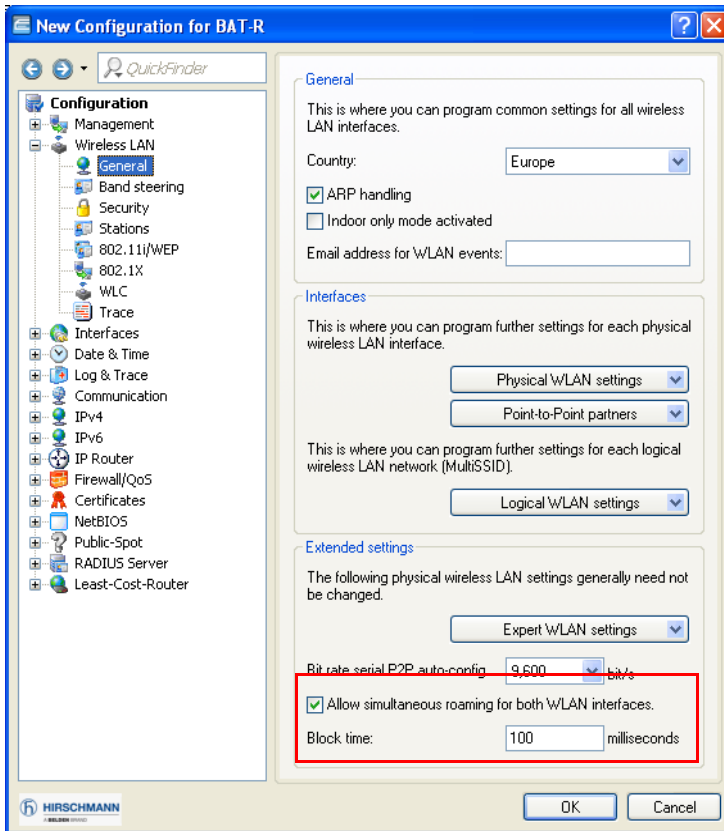 New Configuration for BAT-R
QuickFinder
Configuration
Management
Wireless LAN
General
Band steering
Security
Stations
802.11i/WEP
802.1X
WLC
Trace
Interfaces
Date & Time
Log & Trace
Communication
IPv4
IPv6
IP Router
Firewall/QoS
Certificates
NetBIOS
Public-Spot
RADIUS Server
Least-Cost-Router
General
This is where you can program common settings for all wireless
LAN interfaces.
Country: Europe
ARP handling
Indoor only mode activated
Email address for WLAN events:
Interfaces
This is where you can program further settings for each physical
wireless LAN interface.
Physical WLAN settings
Point-to-Point partners
This is where you can program further settings for each logical
wireless LAN network (MultiSSID).
Logical WLAN settings
Extended settings
The following physical wireless LAN settings generally need not
be changed.
Expert WLAN settings
Bit rate serial P2P auto-config 9,600 bit/s
Allow simultaneous roaming for both WLAN interfaces.
Block time: 100 milliseconds
HIRSCHMANN
A BELDEN BRAND
OK Cancel